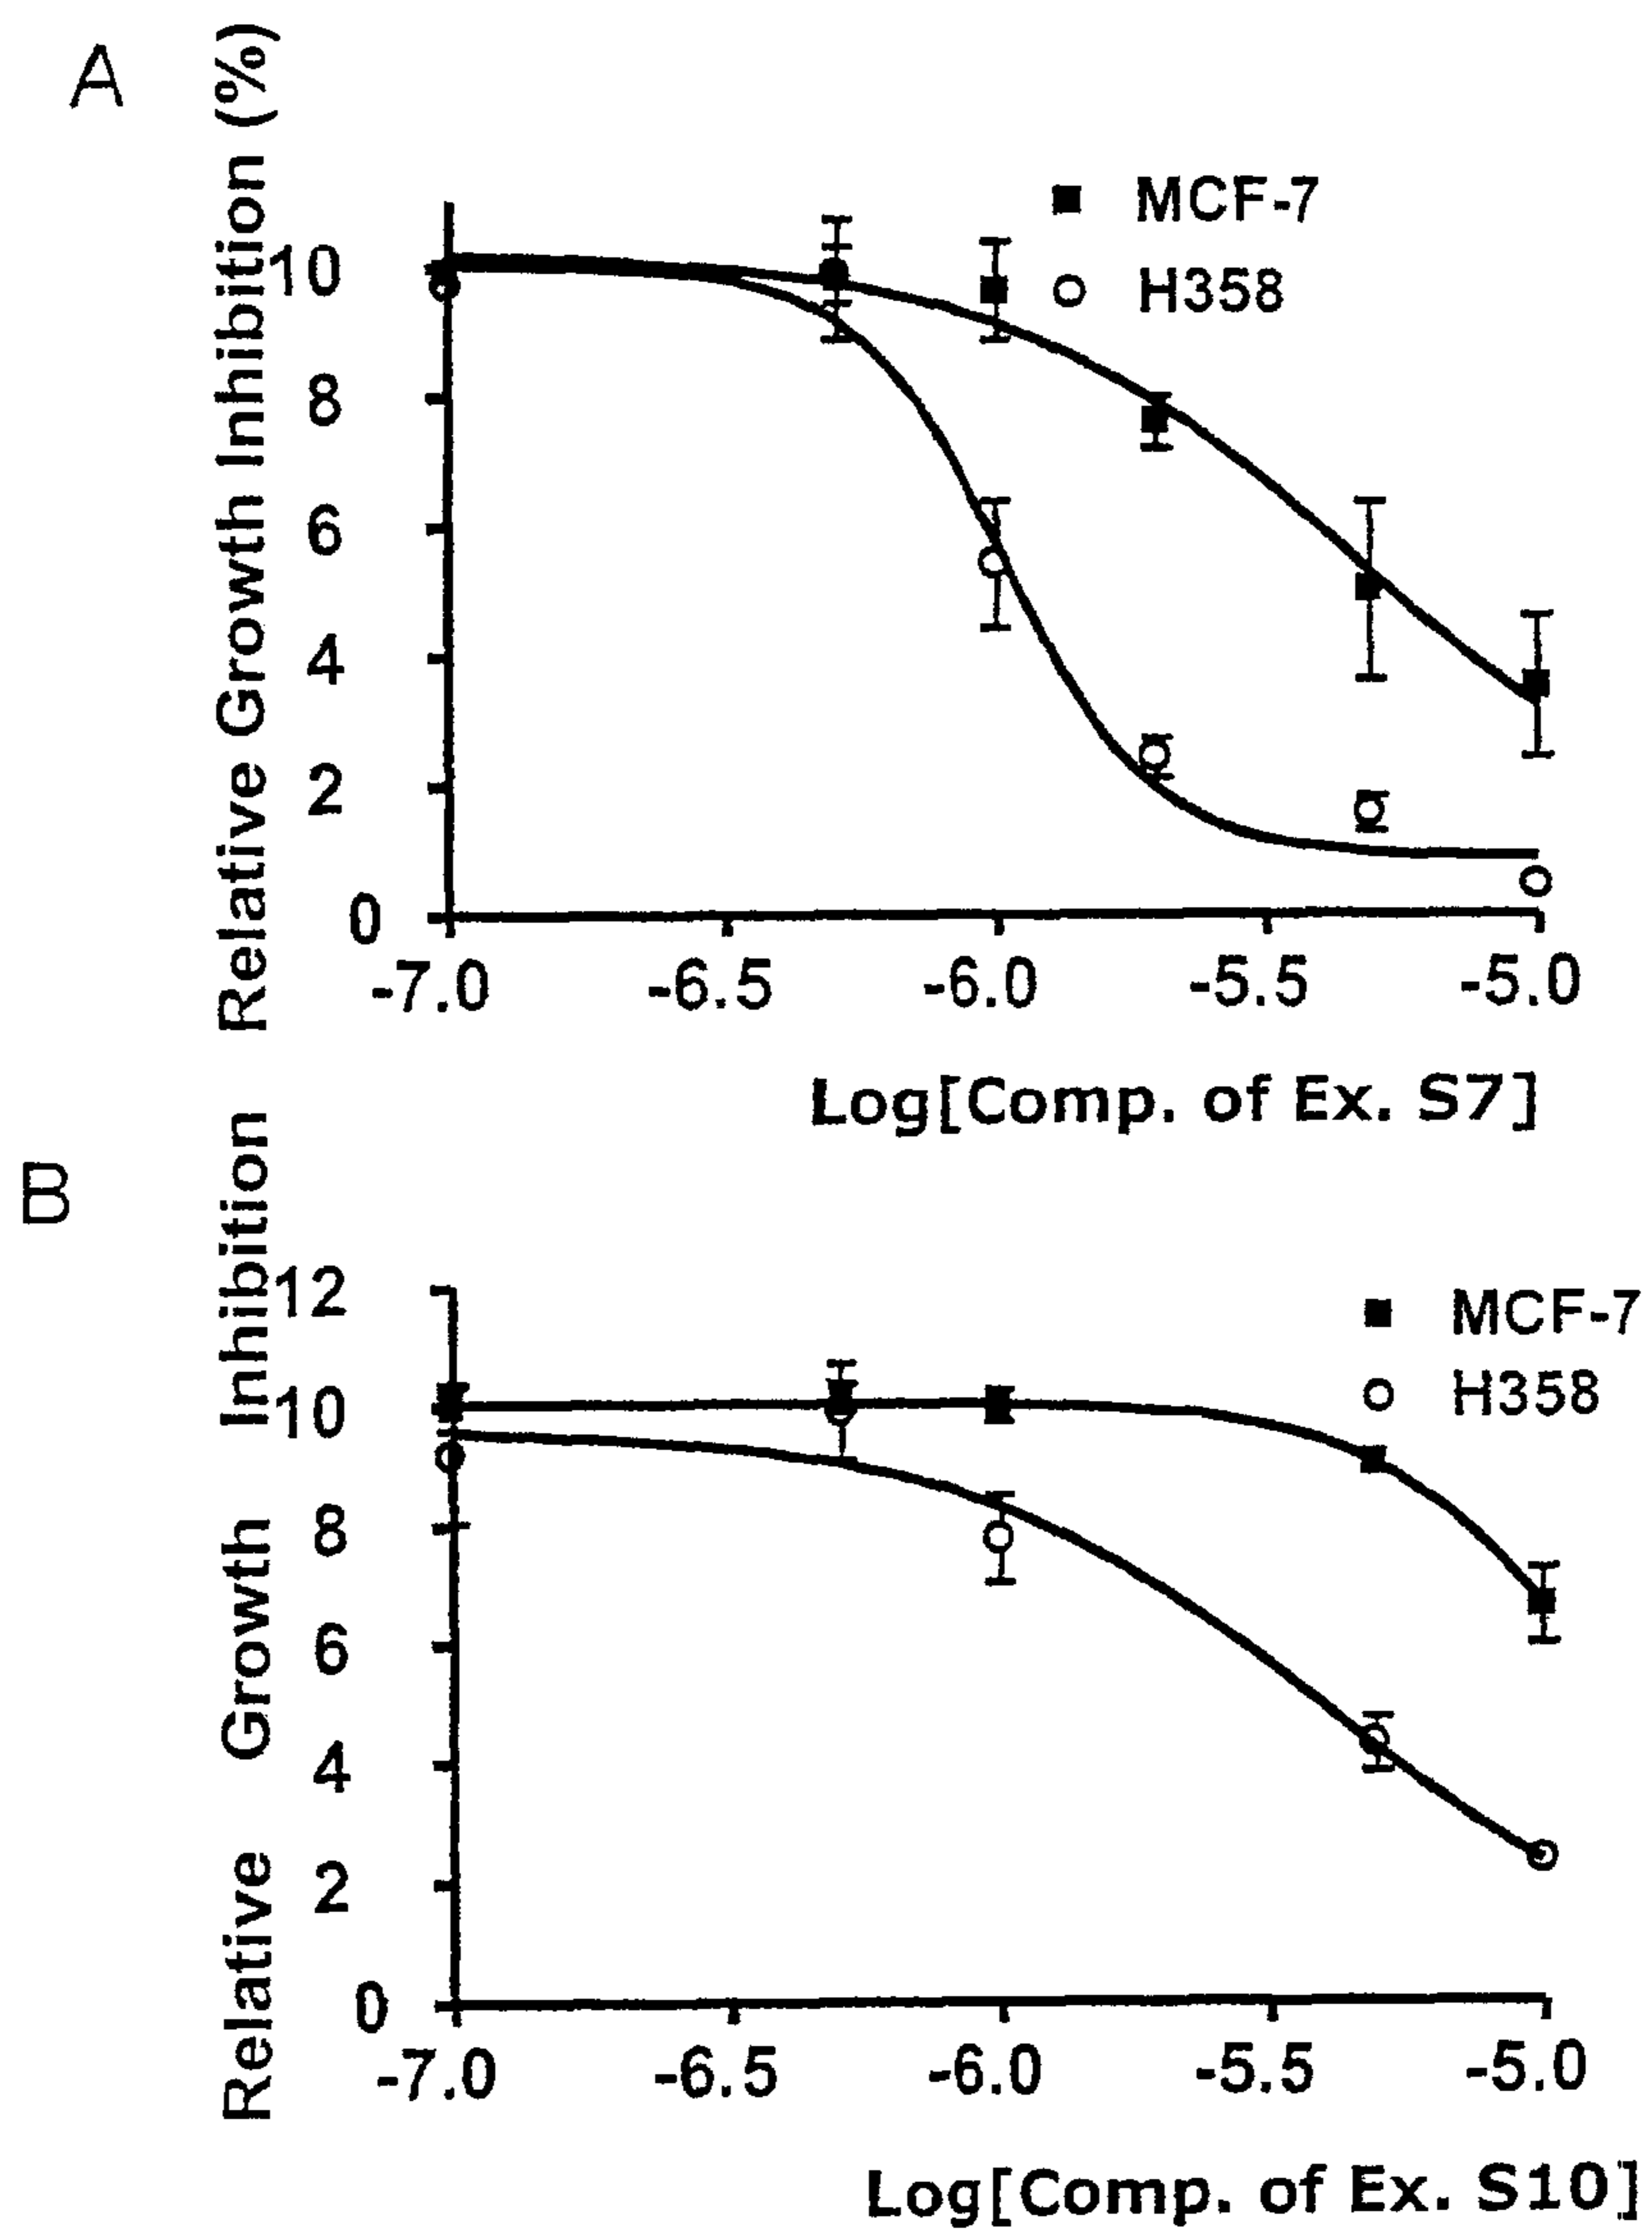 A
Relative Growth Inhibition (%)
MCF-7
H358
10
8
6
4
2
0
-7.0 -6.5 -6.0 -5.5 -5.0
Log[Comp. of Ex. S7]
B
Relative Growth Inhibition
MCF-7
H358
12
10
8
6
4
2
0
-7.0 -6.5 -6.0 -5.5 -5.0
Log[Comp. of Ex. S10]